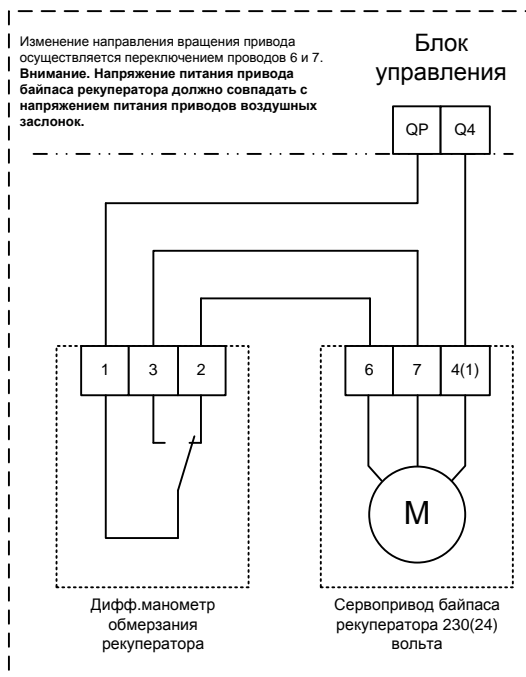 Изменение направления вращения привода
осуществляется переключением проводов 6 и 7.
Внимание. Напряжение питания привода
байпаса рекуператора должно совпадать с
напряжением питания приводов воздушных
заслонок.
Блок
управления
QP Q4
1 3 2
6 7 4(1)
M
Дифф.манометр
обмерзания
рекуператора
Сервопривод байпаса
рекуператора 230(24)
вольта